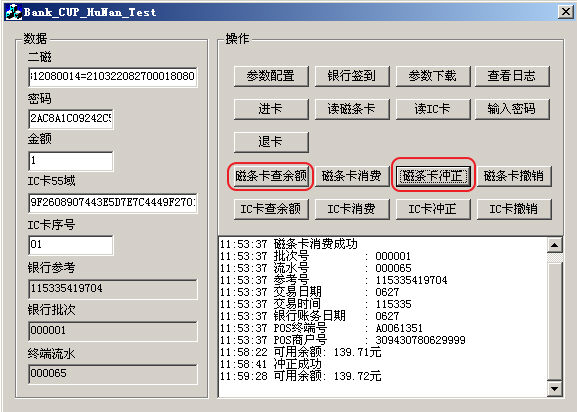 Bank_CUP_HuNan_Test
数据
二磁
312080014=210322082700018080
密码
2AC8A1C09242C5
金额
1
IC卡55域
9F2608907443E5D7E7C4449F2701
IC卡序号
01
银行参考
115335419704
银行批次
000001
终端流水
000065
操作
参数配置 银行签到 参数下载 查看日志
进卡 读磁条卡 读IC卡 输入密码
退卡
磁条卡查余额 磁条卡消费 磁条卡冲正 磁条卡撤销
IC卡查余额 IC卡消费 IC卡冲正 IC卡撤销
11:53:37 磁条卡消费成功
11:53:37 批次号 : 000001
11:53:37 流水号 : 000065
11:53:37 参考号 : 115335419704
11:53:37 交易日期 : 0627
11:53:37 交易时间 : 115335
11:53:37 银行账务日期 : 0627
11:53:37 POS终端号 : A0061351
11:53:37 POS商户号 : 309430780629999
11:58:22 可用余额: 139.71元
11:58:41 冲正成功
11:59:28 可用余额: 139.72元